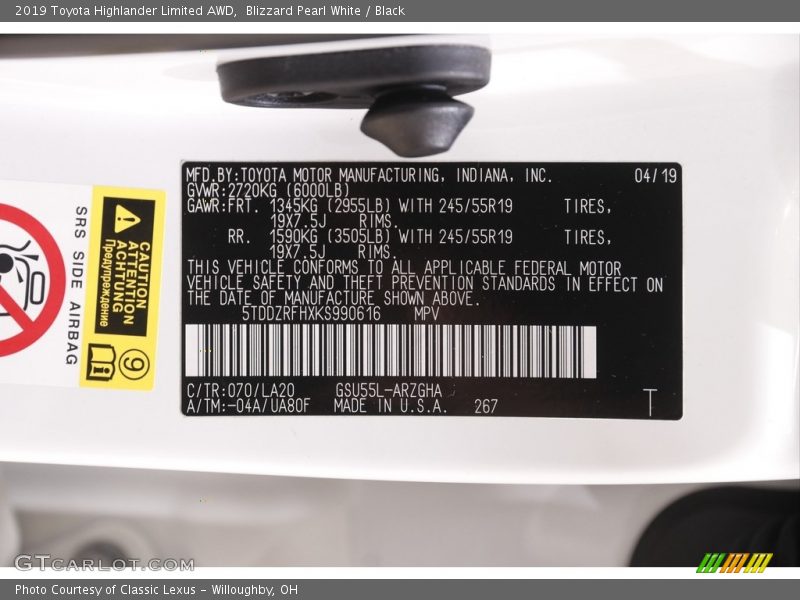 2019 Toyota Highlander Limited AWD,  Blizzard Pearl White / Black
MFD.BY:TOYOTA MOTOR MANUFACTURING, INDIANA, INC. 04/19
GVWR:2720KG (6000LB)
GAWR:FRT. 1345KG (2955LB) WITH 245/55R19 TIRES,
19X7.5J RIMS.
RR. 1590KG (3505LB) WITH 245/55R19 TIRES,
19X7.5J RIMS.
THIS VEHICLE CONFORMS TO ALL APPLICABLE FEDERAL MOTOR
VEHICLE SAFETY AND THEFT PREVENTION STANDARDS IN EFFECT ON
THE DATE OF MANUFACTURE SHOWN ABOVE.
5TDDZRFHXKS990616 MPV
C/TR:070/LA20 GSU55L-ARZGHA
A/TM:-04A/UA80F MADE IN U.S.A. 267
T
SRS SIDE AIRBAG
CAUTION
ATTENTION
ACHTUNG
Предупреждение
9
GTCARLOT.COM
Photo Courtesy of Classic Lexus - Willoughby, OH